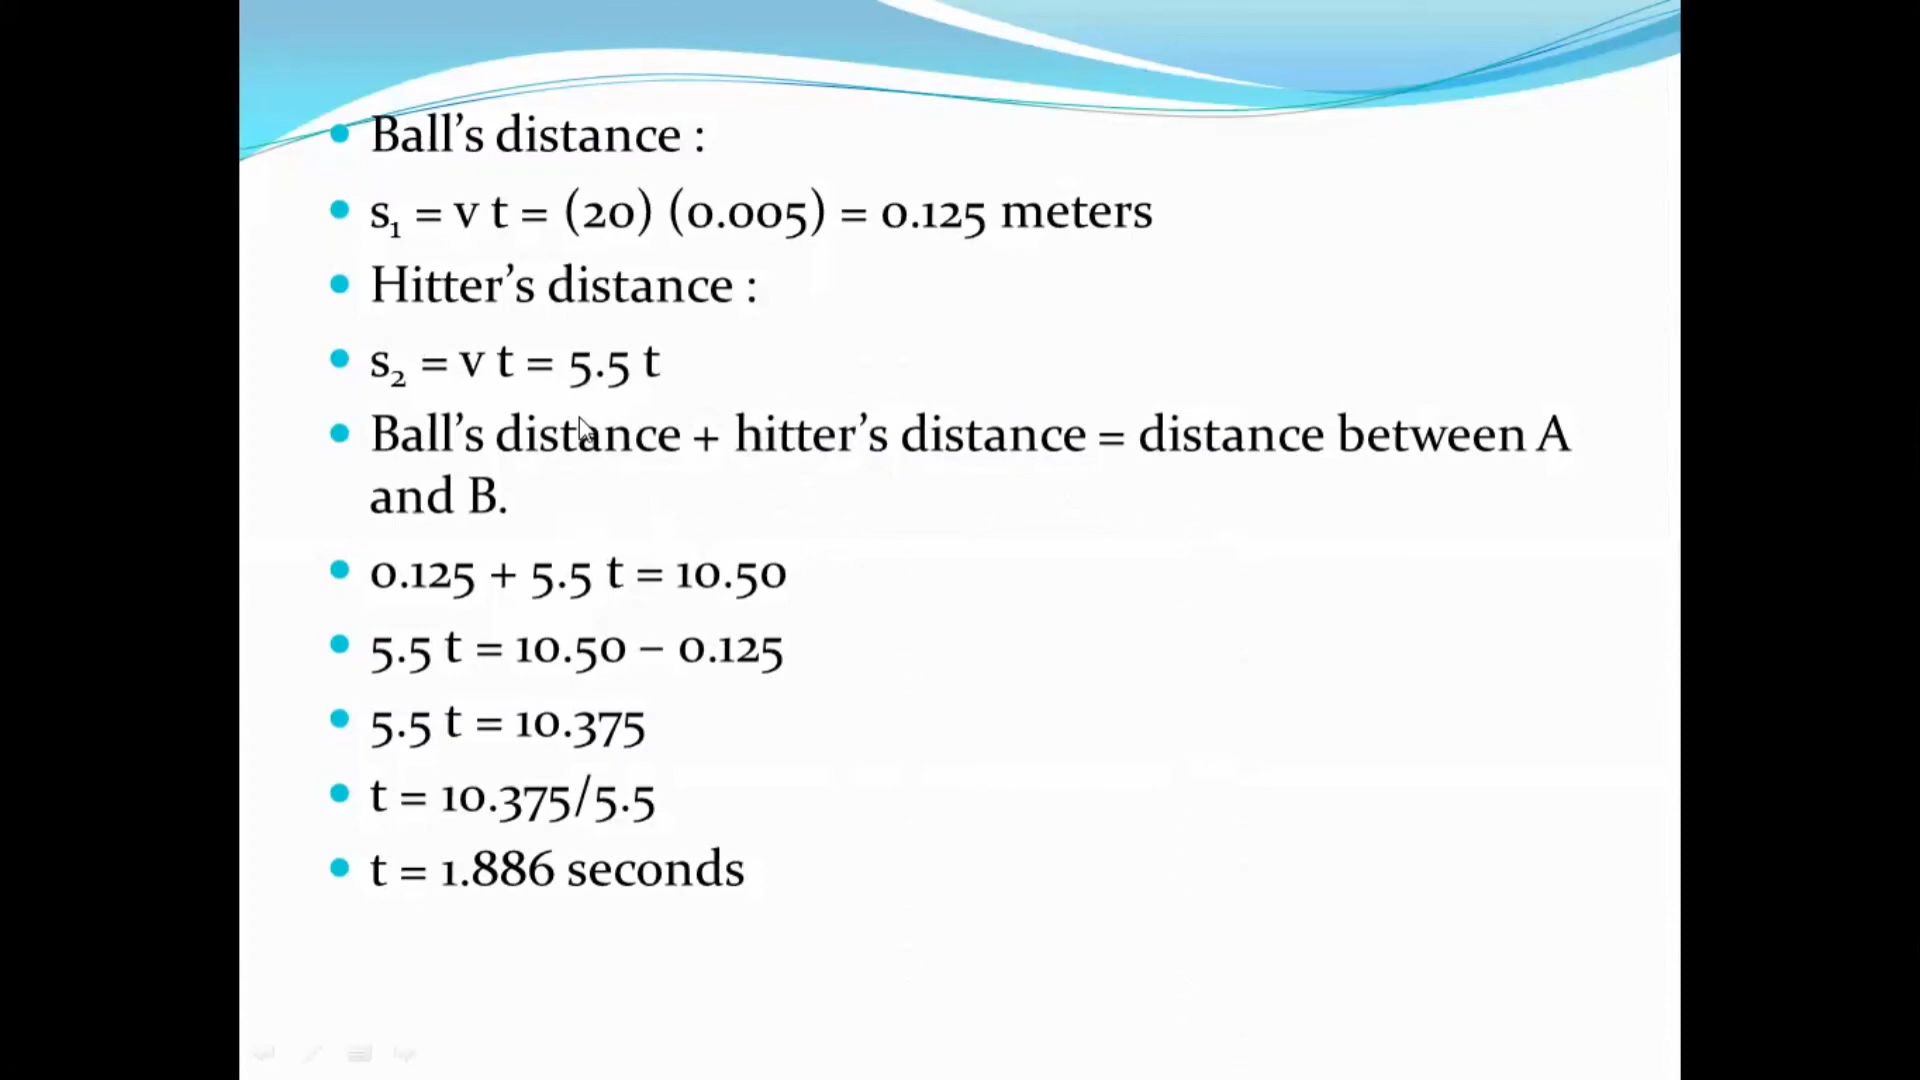 Ball’s distance :
s₁ = v t = (20) (0.005) = 0.125 meters
Hitter’s distance :
s₂ = v t = 5.5 t
Ball’s distance + hitter’s distance = distance between A
and B.
0.125 + 5.5 t = 10.50
5.5 t = 10.50 – 0.125
5.5 t = 10.375
t = 10.375/5.5
t = 1.886 seconds